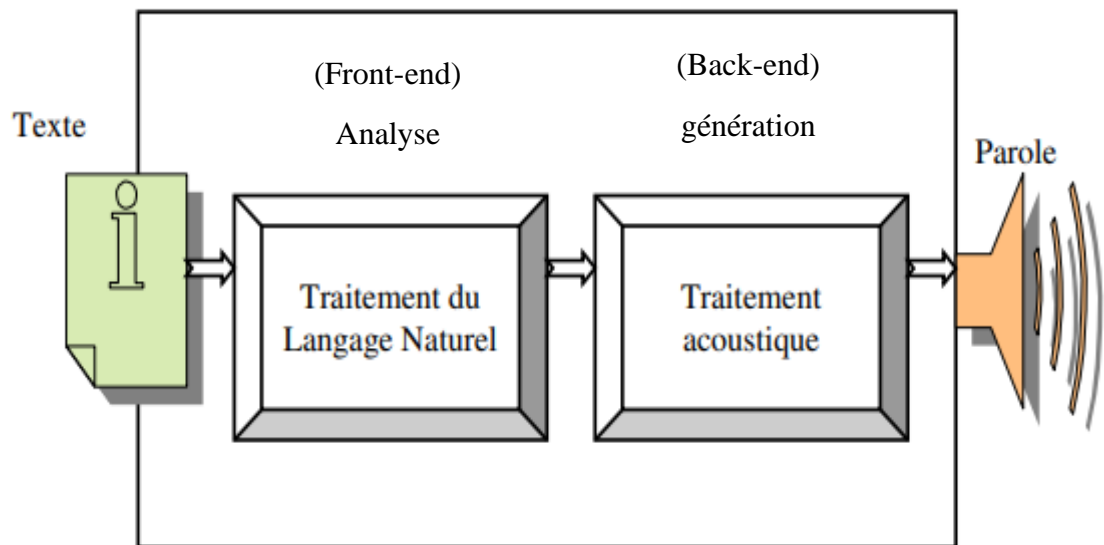 (Front-end)
Analyse
(Back-end)
génération
Texte
Parole
i
Traitement du
Langage Naturel
Traitement
acoustique